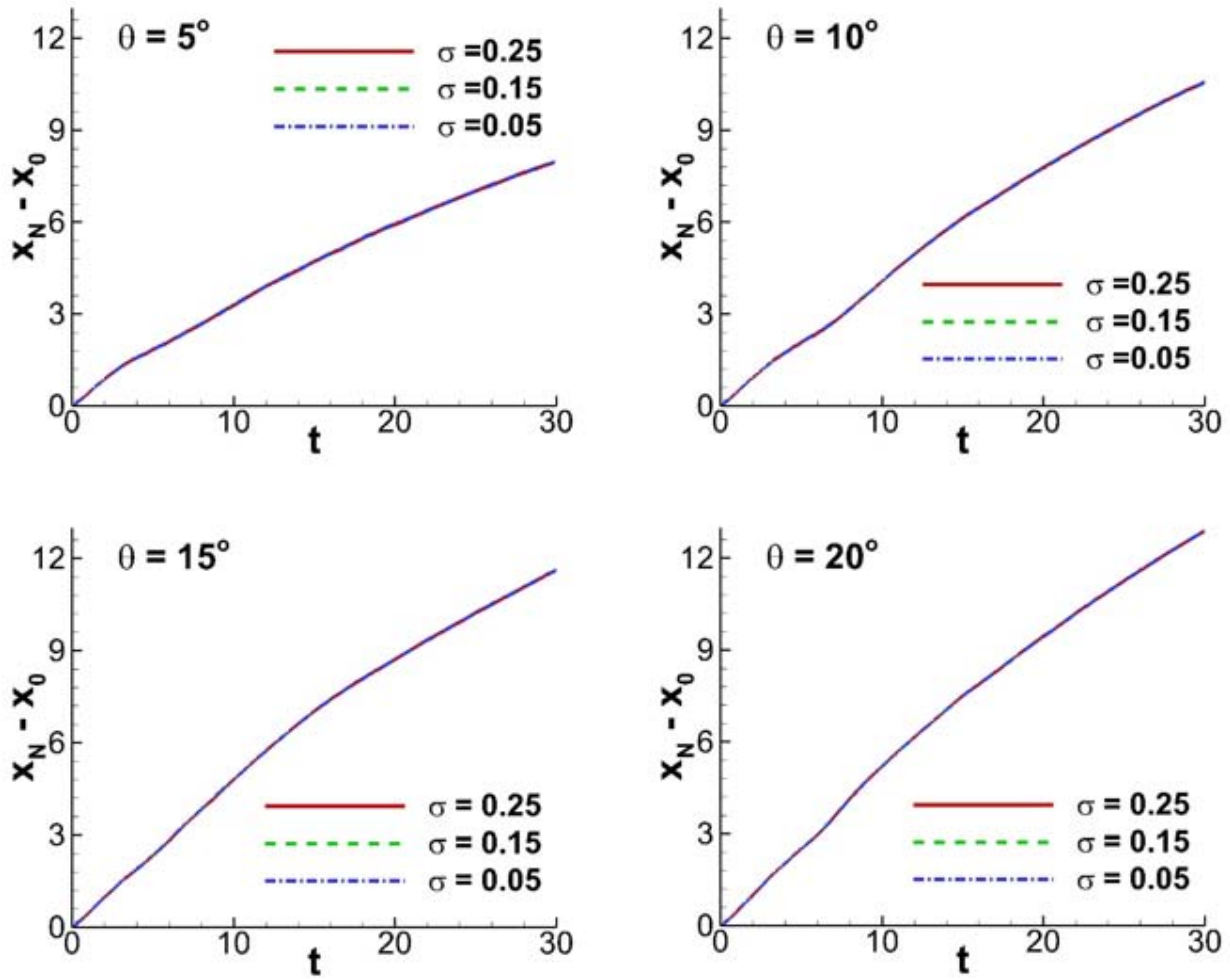 θ = 5°
σ =0.25
σ =0.15
σ =0.05
12
9
6
3
0
x_N - x_0
0 10 20 30
t
θ = 10°
12
9
6
3
0
x_N - x_0
σ =0.25
σ =0.15
σ =0.05
0 10 20 30
t
θ = 15°
12
9
6
3
0
x_N - x_0
σ = 0.25
σ = 0.15
σ = 0.05
0 10 20 30
t
θ = 20°
12
9
6
3
0
x_N - x_0
σ = 0.25
σ = 0.15
σ = 0.05
0 10 20 30
t